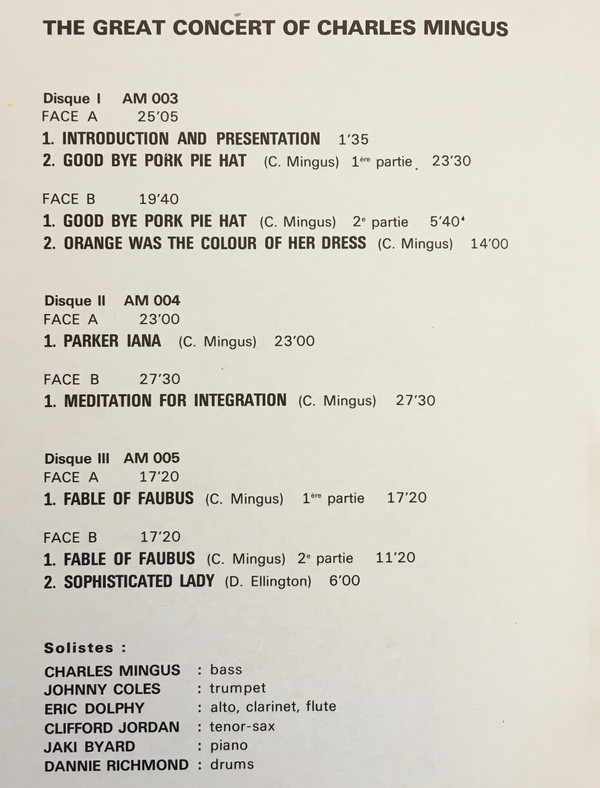 THE GREAT CONCERT OF CHARLES MINGUS
Disque I AM 003
FACE A 25'05
1. INTRODUCTION AND PRESENTATION 1'35
2. GOOD BYE PORK PIE HAT (C. Mingus) 1ère partie 23'30
FACE B 19'40
1. GOOD BYE PORK PIE HAT (C. Mingus) 2e partie 5'40"
2. ORANGE WAS THE COLOUR OF HER DRESS (C. Mingus) 14'00
Disque II AM 004
FACE A 23'00
1. PARKER IANA (C. Mingus) 23'00
FACE B 27'30
1. MEDITATION FOR INTEGRATION (C. Mingus) 27'30
Disque III AM 005
FACE A 17'20
1. FABLE OF FAUBUS (C. Mingus) 1ère partie 17'20
FACE B 17'20
1. FABLE OF FAUBUS (C. Mingus) 2e partie 11'20
2. SOPHISTICATED LADY (D. Ellington) 6'00
Solistes :
CHARLES MINGUS : bass
JOHNNY COLES : trumpet
ERIC DOLPHY : alto, clarinet, flute
CLIFFORD JORDAN : tenor-sax
JAKI BYARD : piano
DANNIE RICHMOND : drums